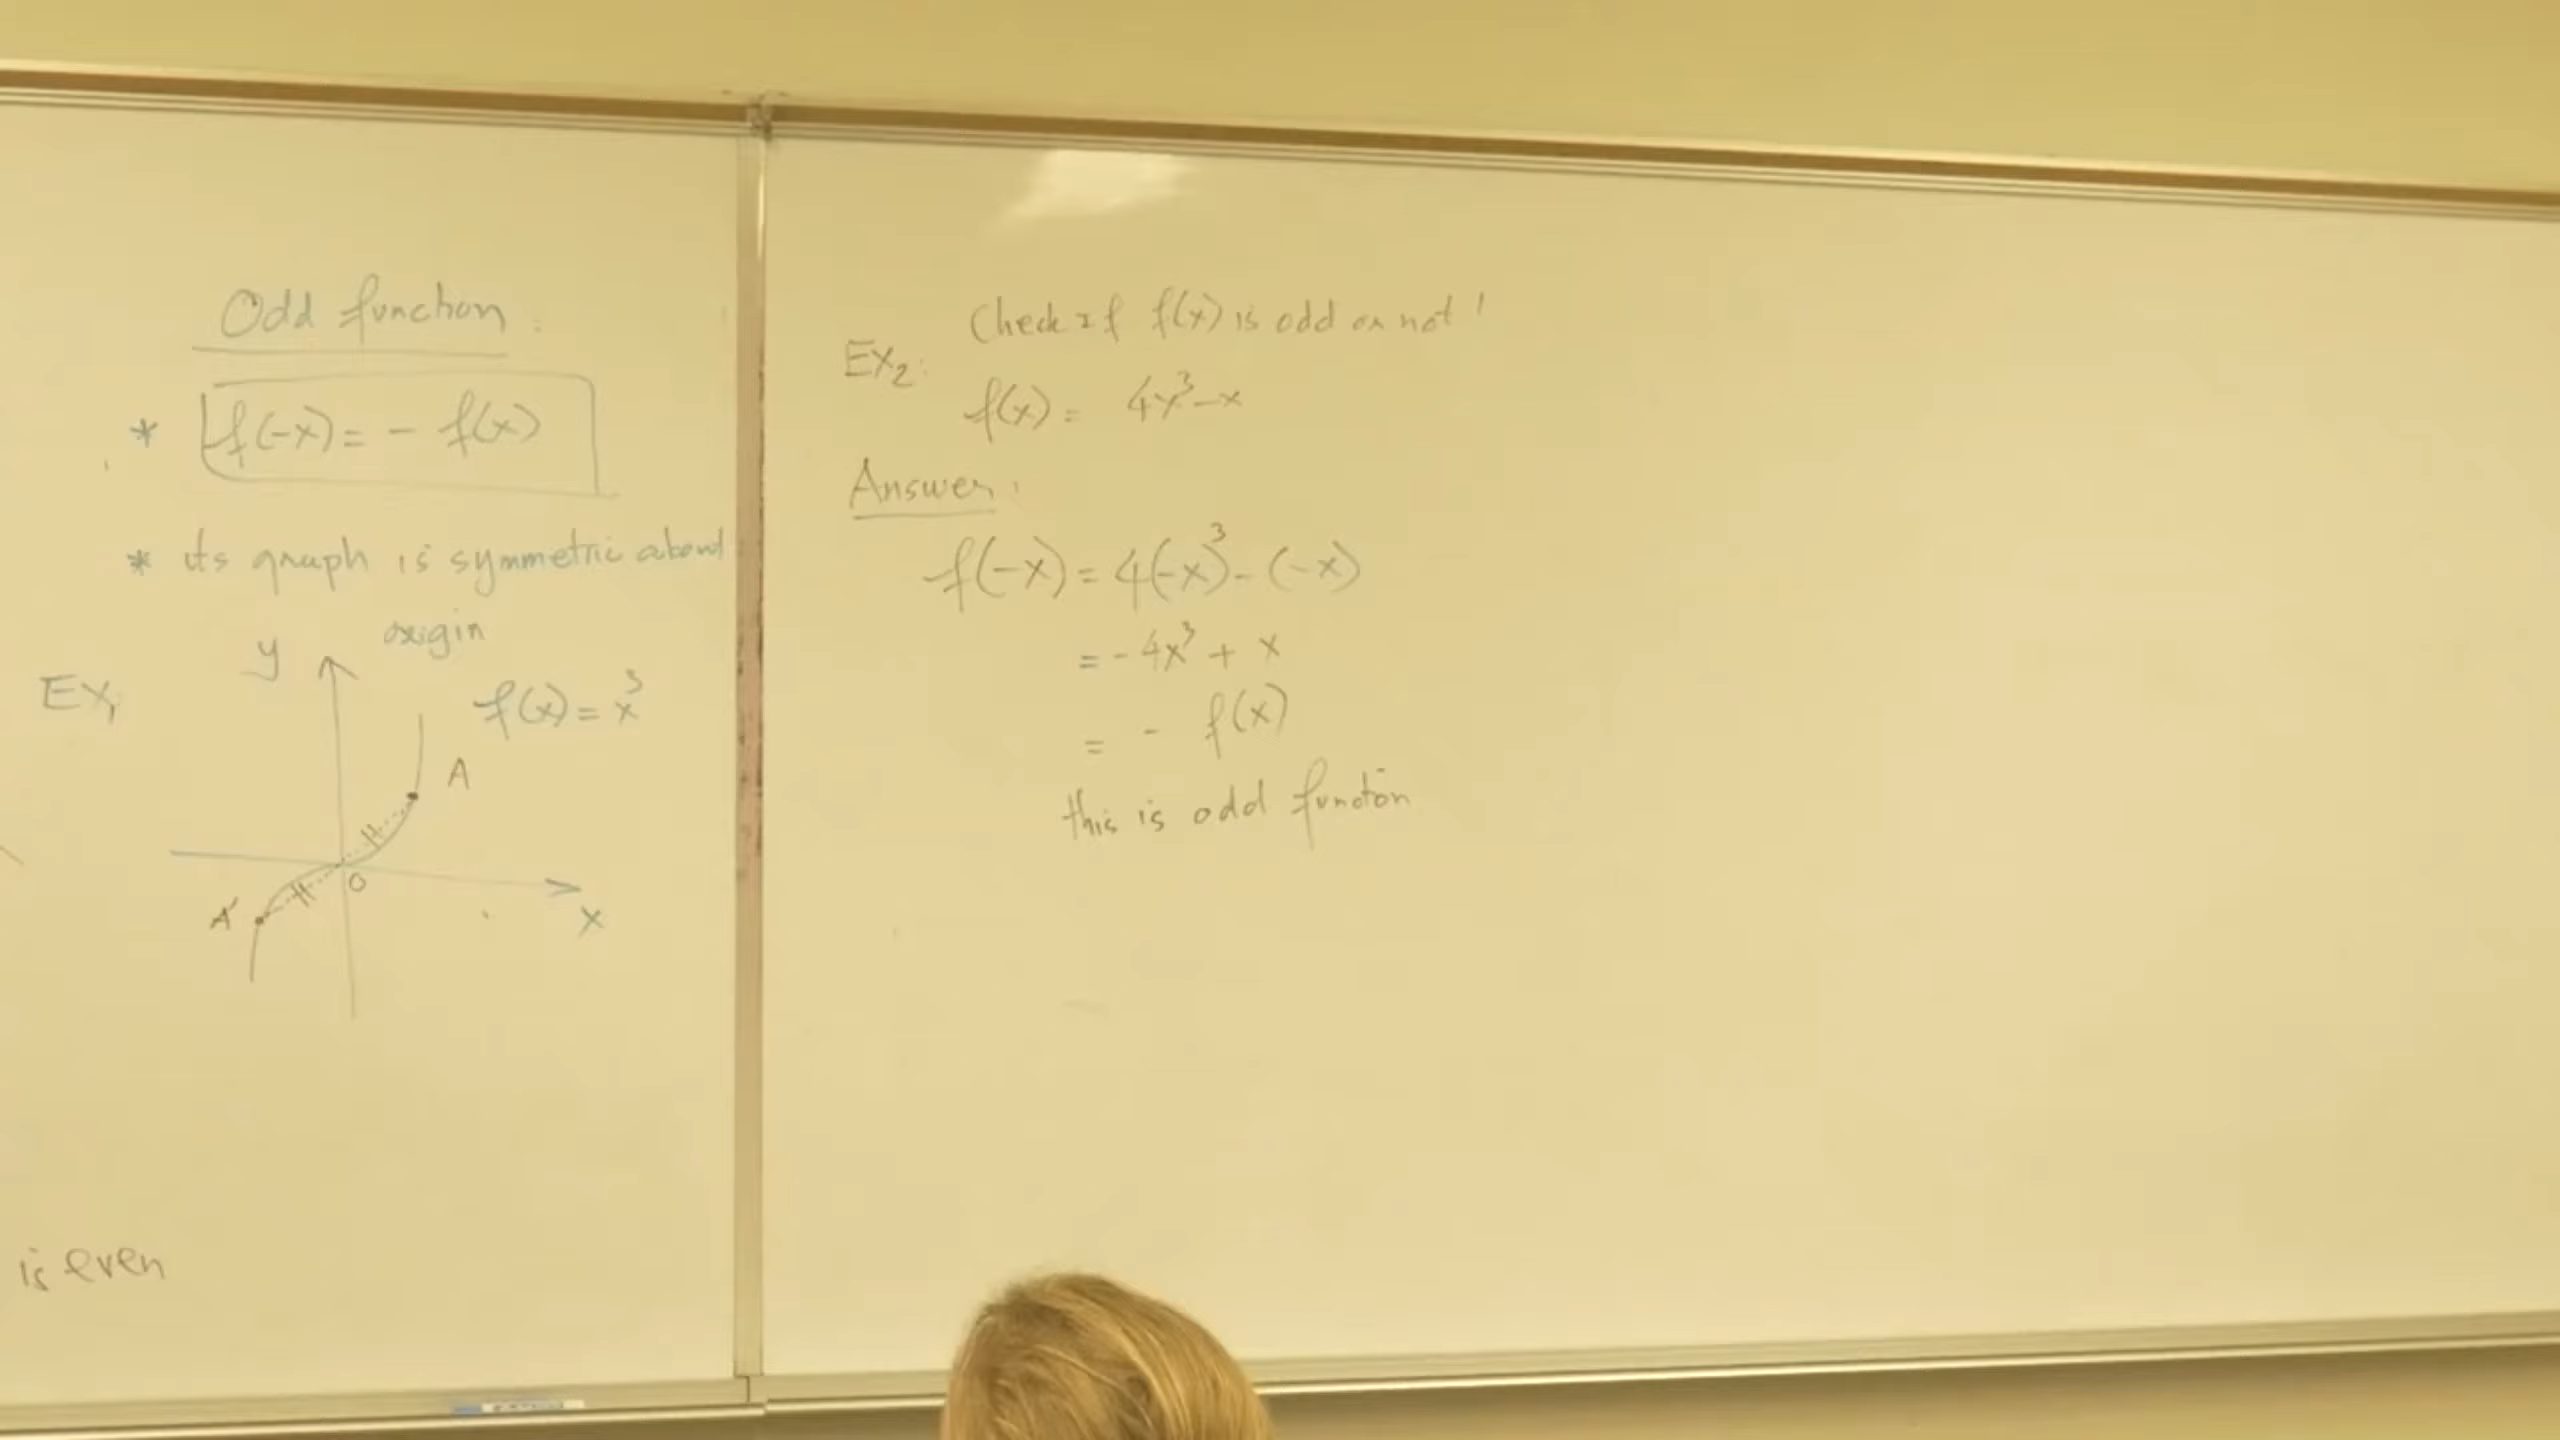 Odd function:
* f(-x) = - f(x)
* its graph is symmetric about
origin
y
EX1
f(x) = x³
A
O
A'
x
is even
Check if f(x) is odd or not !
EX2:
f(x) = 4x³-x
Answer:
f(-x) = 4(-x)³ - (-x)
= - 4x³ + x
= - f(x)
this is odd function